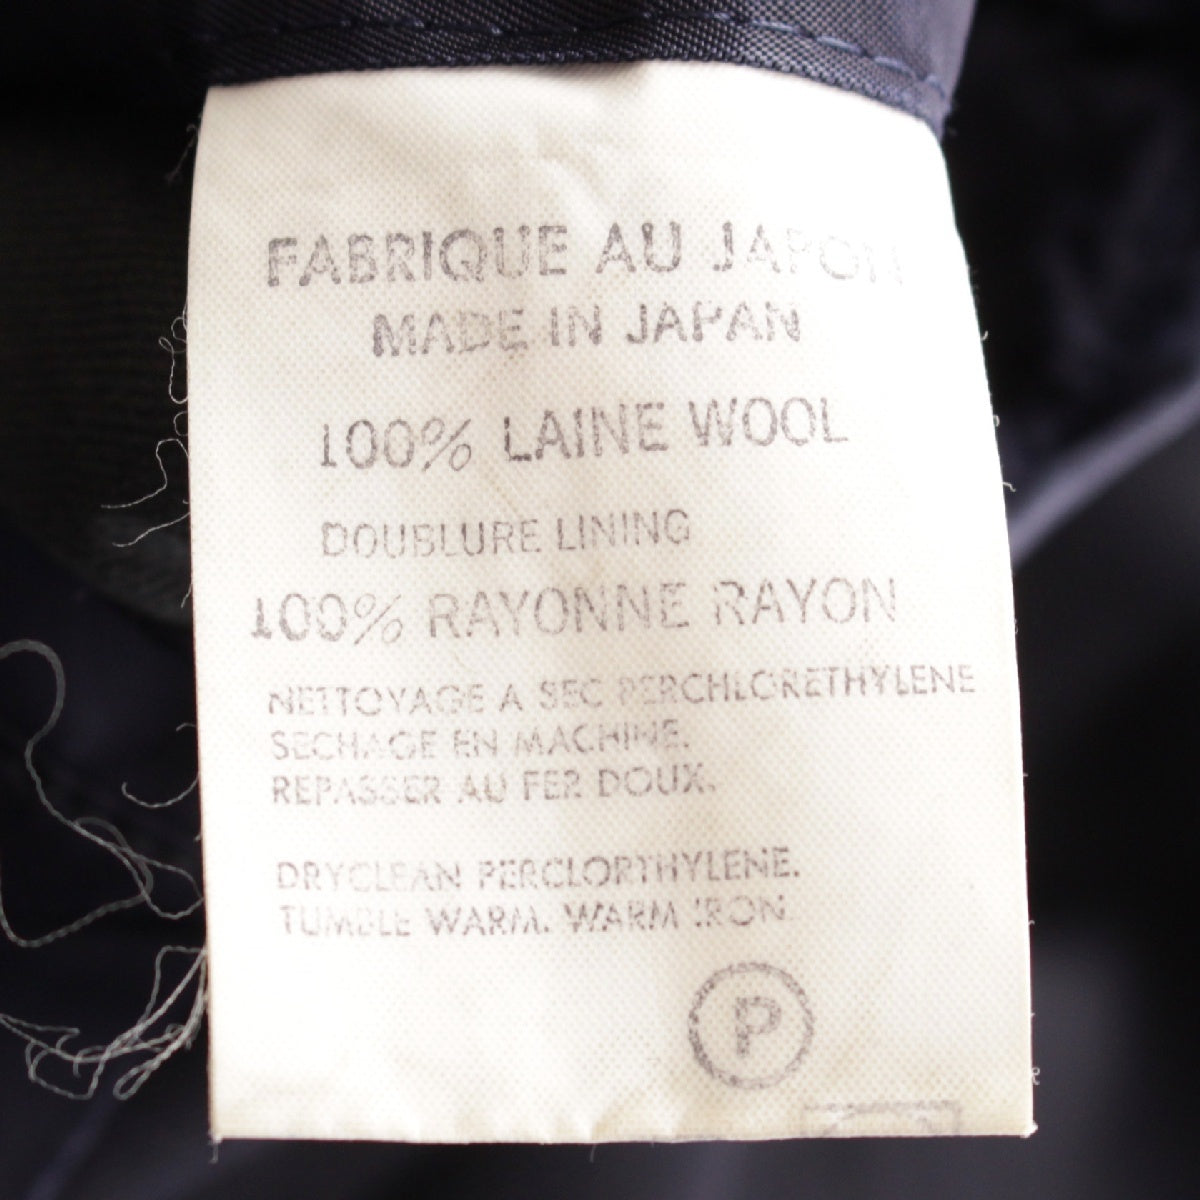 FABRIQUE AU JAPON
MADE IN JAPAN
100% LAINE WOOL
DOUBLURE LINING
100% RAYONNE RAYON
NETTOYAGE A SEC PERCHLORETHYLENE
SECHAGE EN MACHINE.
REPASSER AU FER DOUX.
DRYCLEAN PERCLORTHYLENE.
TUMBLE WARM. WARM IRON
P